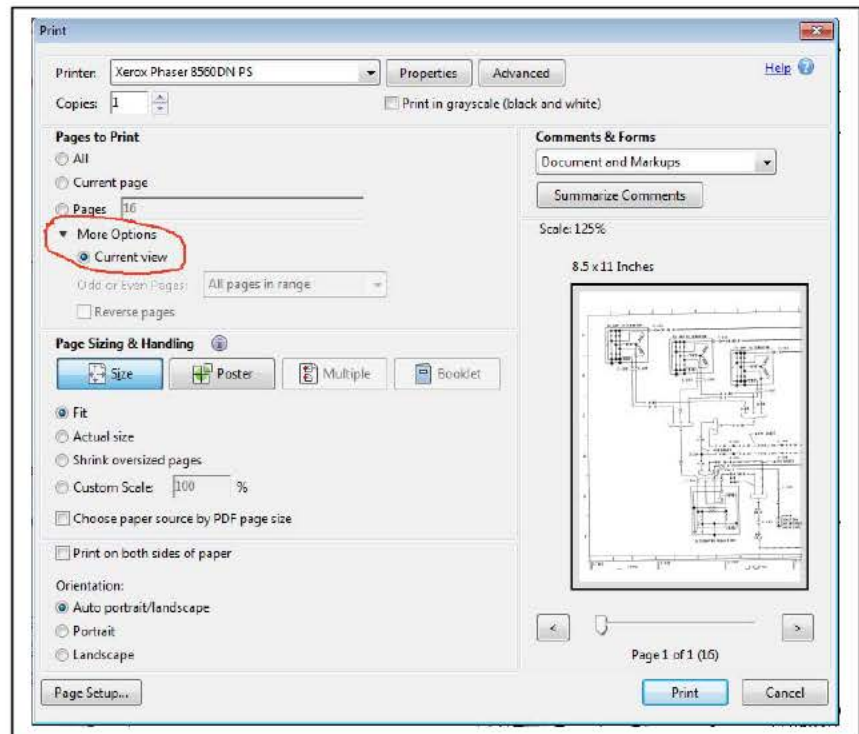 Print
Printer: Xerox Phaser 8560DN PS Properties Advanced Help
Copies: 1 Print in grayscale (black and white)
Pages to Print
All
Current page
Pages 16
More Options
Current view
Odd or Even Pages: All pages in range
Reverse pages
Page Sizing & Handling
Size Poster Multiple Booklet
Fit
Actual size
Shrink oversized pages
Custom Scale: 100 %
Choose paper source by PDF page size
Print on both sides of paper
Orientation:
Auto portrait/landscape
Portrait
Landscape
Comments & Forms
Document and Markups
Summarize Comments
Scale: 125%
8.5 x 11 Inches
< >
Page 1 of 1 (16)
Page Setup... Print Cancel